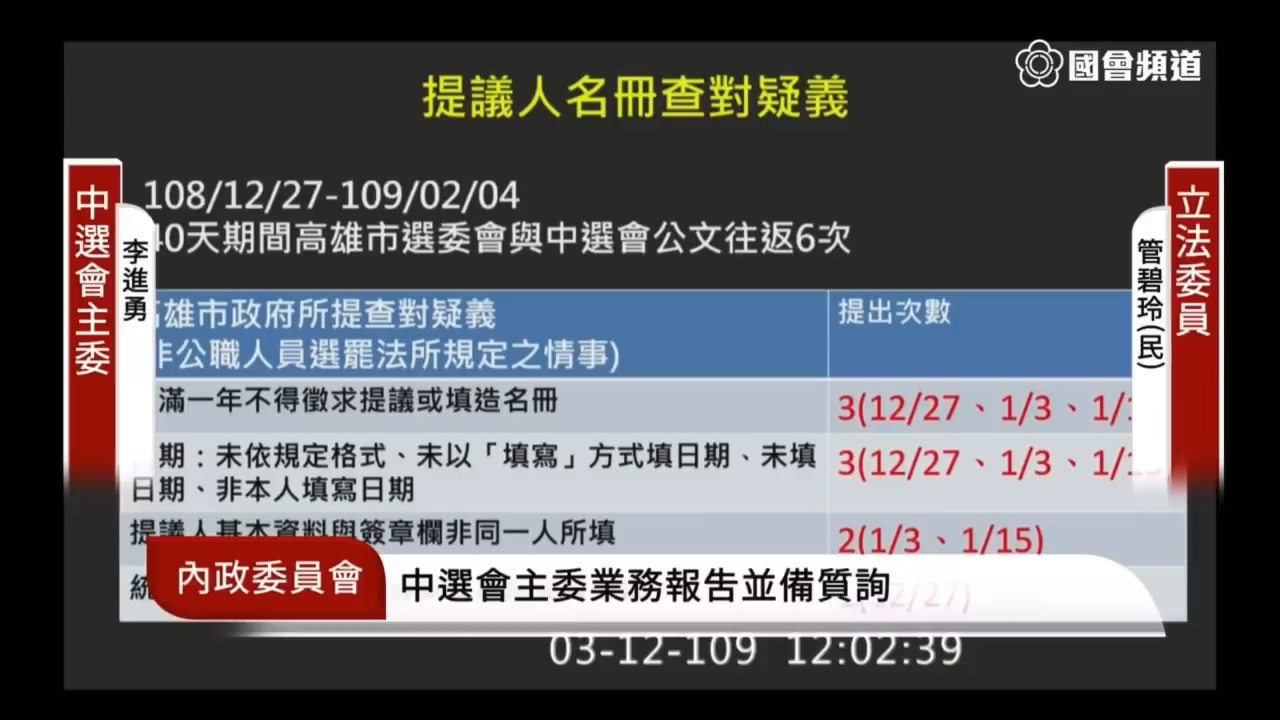 國會頻道
提議人名冊查對疑義
108/12/27-109/02/04
40天期間高雄市選委會與中選會公文往返6次
雄市政府所提查對疑義
公職人員選罷法所規定之情事)
提出次數
滿一年不得徵求提議或填造名冊
3(12/27、1/3、1/
期：未依規定格式、未以「填寫」方式填日期、未填
日期、非本人填寫日期
3(12/27、1/3、1/
提議人基本資料與簽章欄非同一人所填
2(1/3、1/15)
中選會主委
李進勇
立法委員
管碧玲(民)
內政委員會
中選會主委業務報告並備質詢
03-12-109 12:02:39